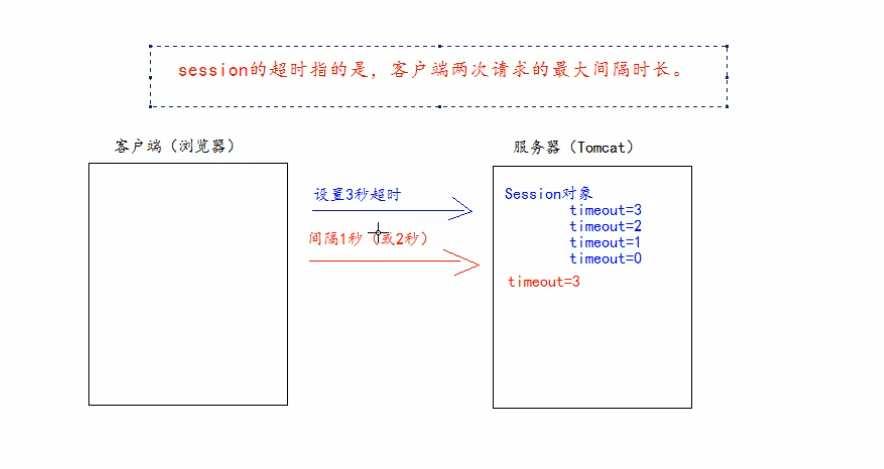 session的超时指的是，客户端两次请求的最大间隔时长。
客户端（浏览器）
服务器（Tomcat）
设置3秒超时
间隔1秒（或2秒）
Session对象
timeout=3
timeout=2
timeout=1
timeout=0
timeout=3